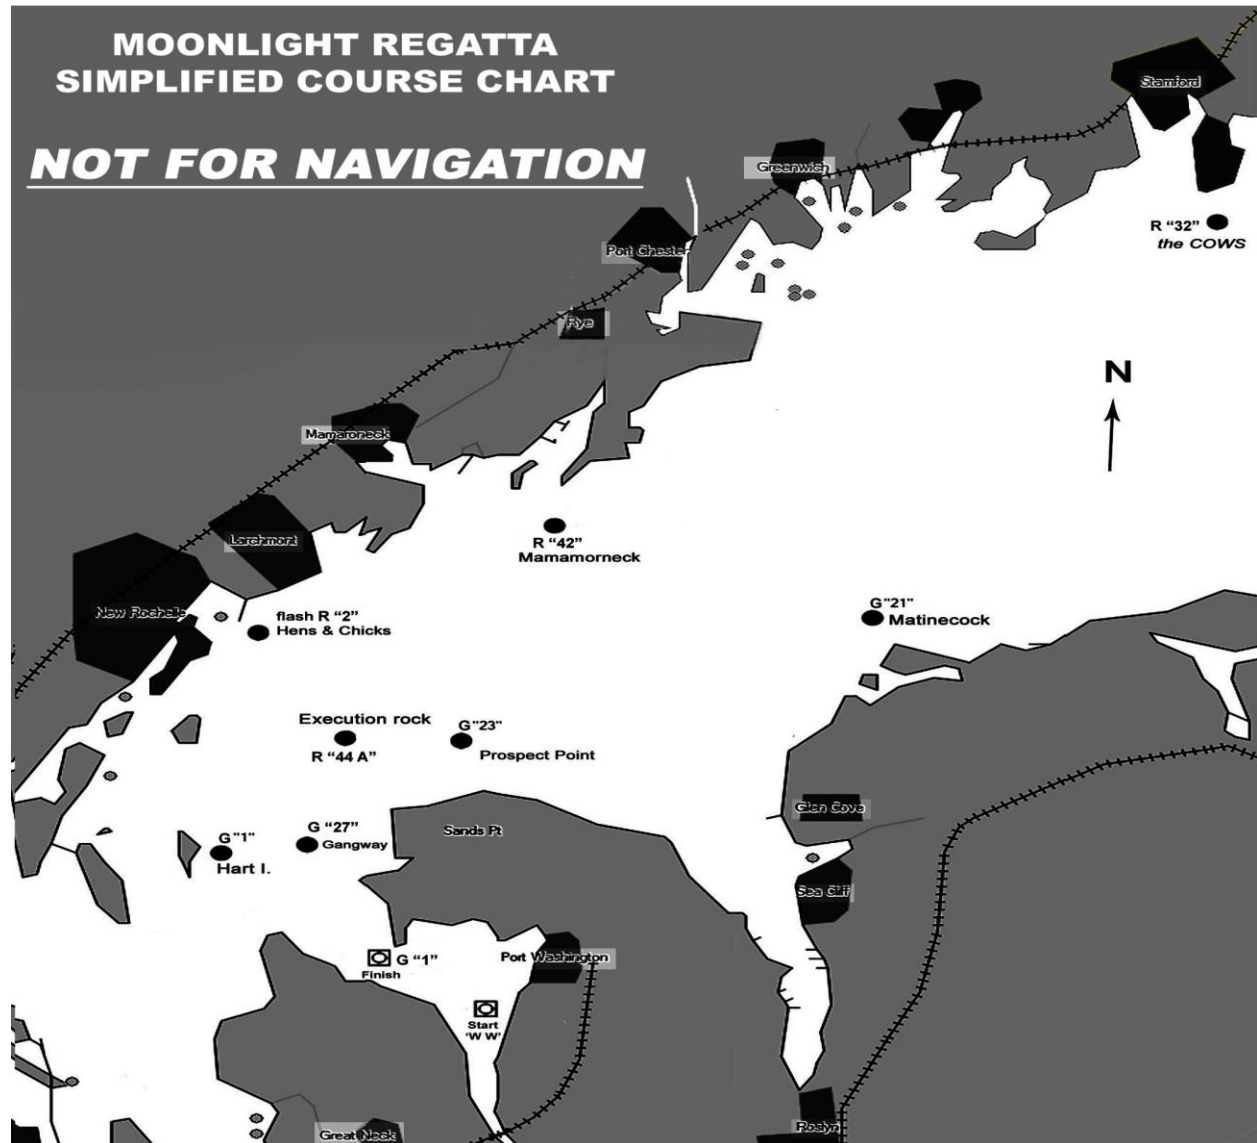 MOONLIGHT REGATTA
SIMPLIFIED COURSE CHART
NOT FOR NAVIGATION
Stamford
Greenwich
R “32”
the COWS
Port Chester
Rye
N
Mamaroneck
R “42”
Mamamorneck
Larchmont
New Rochelle
flash R “2”
Hens & Chicks
G"21"
Matinecock
Execution rock
R “44 A”
G"23"
Prospect Point
Glen Cove
G “27”
Gangway
Sands Pt
G"1"
Hart I.
Sea Cliff
G “1”
Finish
Port Washington
Start
'W W'
Great Neck
Roslyn